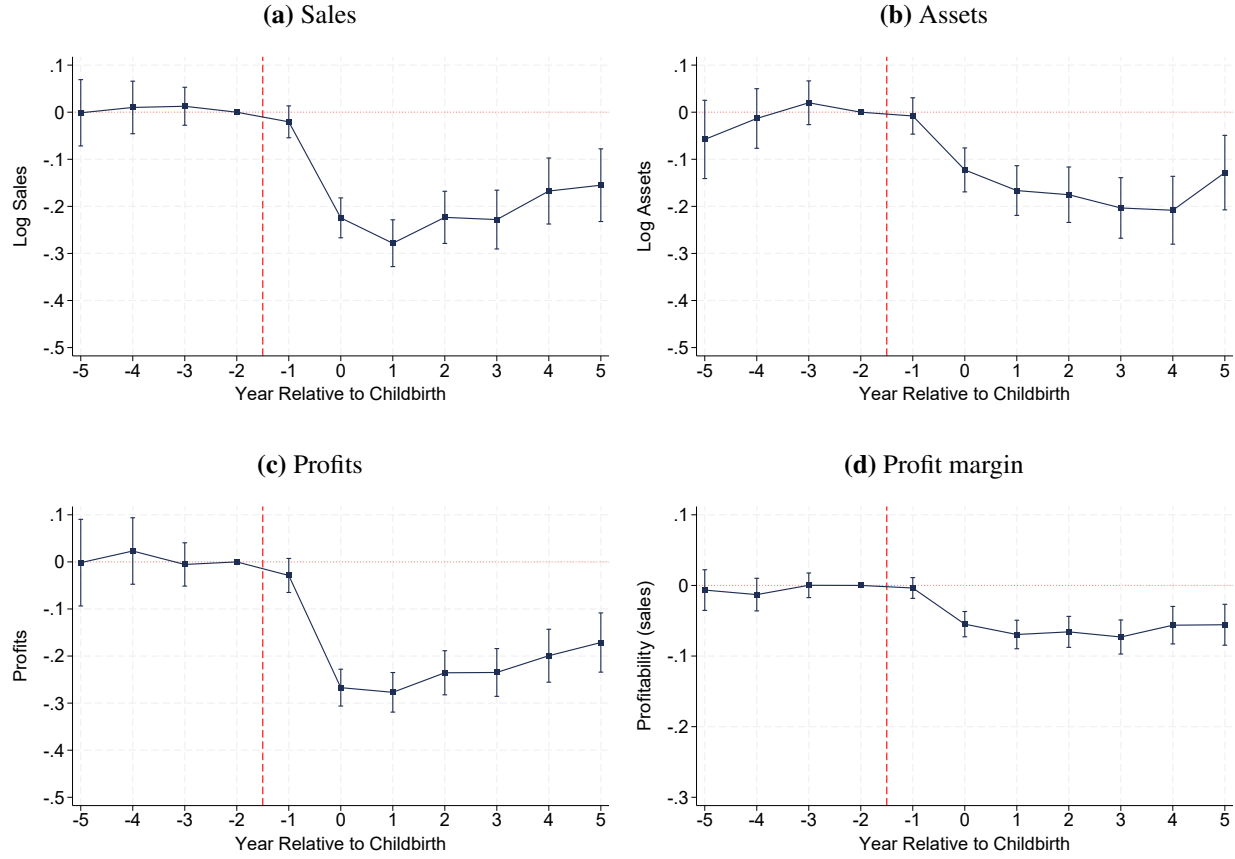 (a) Sales
.1
0
-.1
-.2
-.3
-.4
-.5
Log Sales
-5 -4 -3 -2 -1 0 1 2 3 4 5
Year Relative to Childbirth
(b) Assets
.1
0
-.1
-.2
-.3
-.4
-.5
Log Assets
-5 -4 -3 -2 -1 0 1 2 3 4 5
Year Relative to Childbirth
(c) Profits
.1
0
-.1
-.2
-.3
-.4
-.5
Profits
-5 -4 -3 -2 -1 0 1 2 3 4 5
Year Relative to Childbirth
(d) Profit margin
.1
0
-.1
-.2
-.3
Profitability (sales)
-5 -4 -3 -2 -1 0 1 2 3 4 5
Year Relative to Childbirth